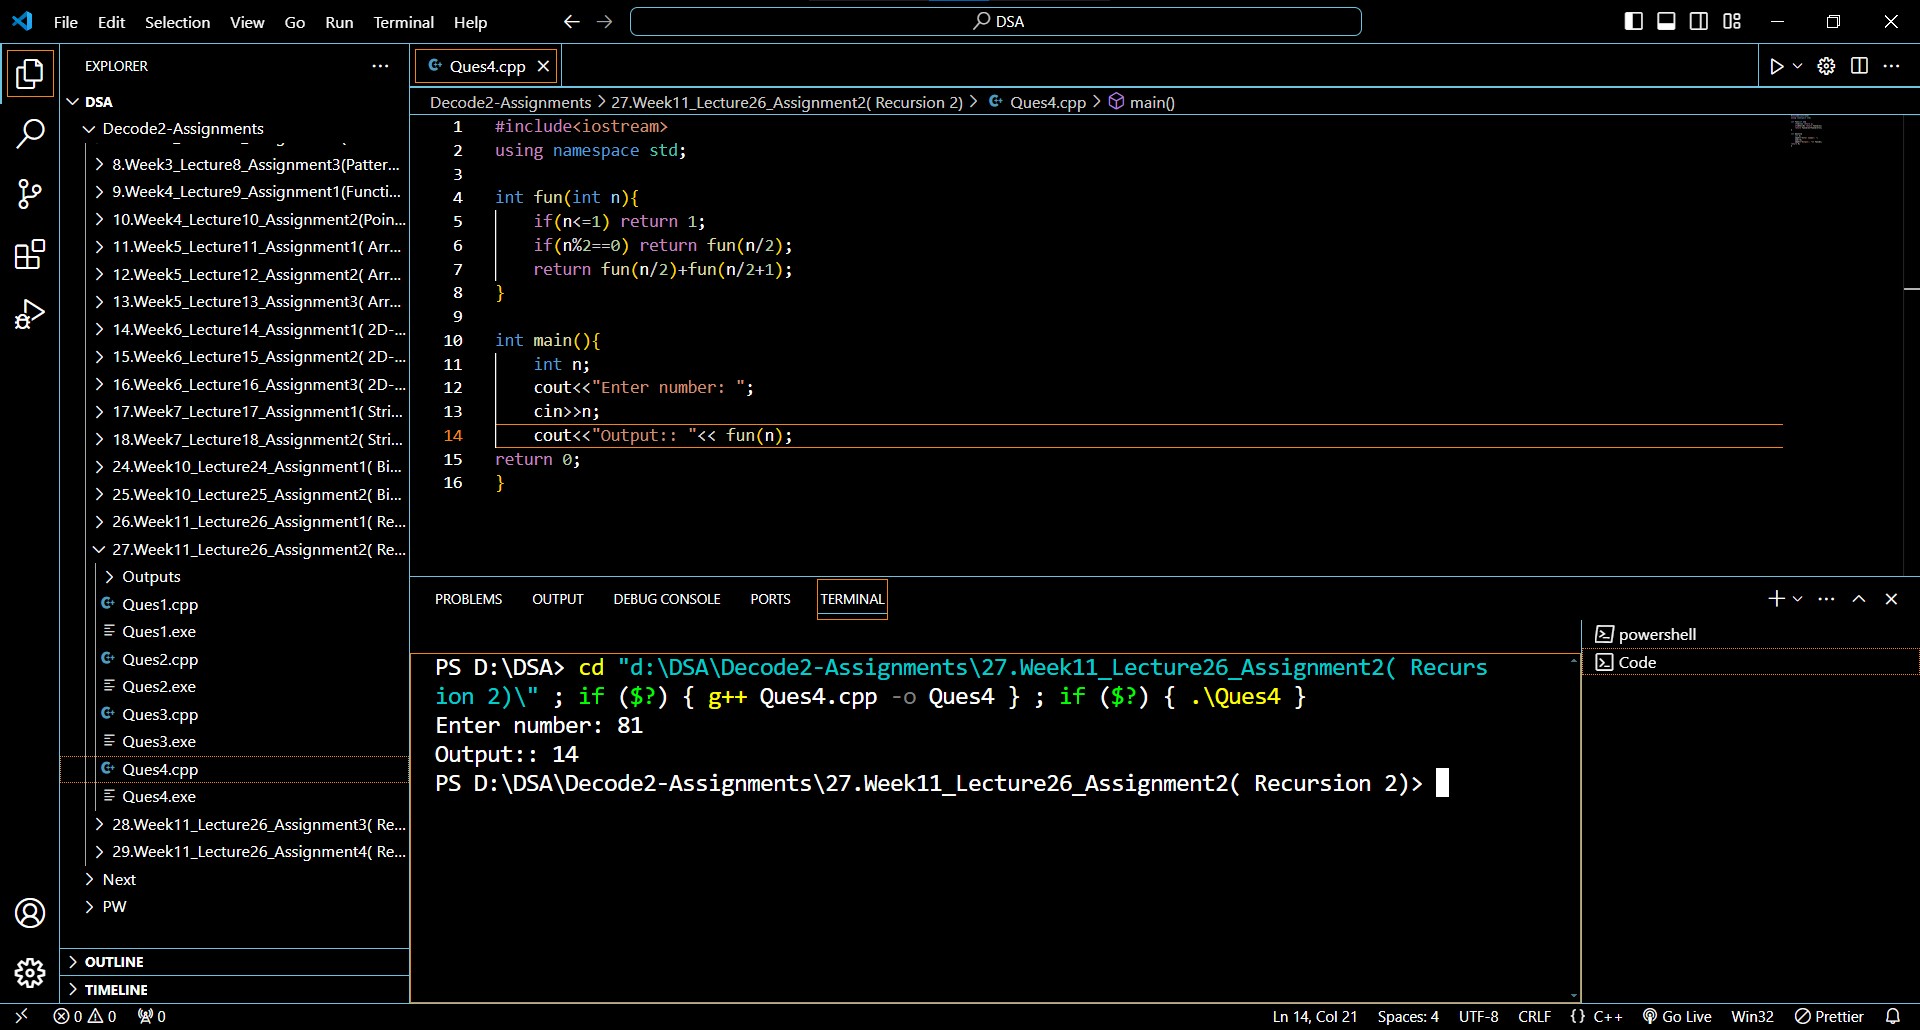 File Edit Selection View Go Run Terminal Help
DSA
EXPLORER
DSA
Decode2-Assignments
8.Week3_Lecture8_Assignment3(Patter...
9.Week4_Lecture9_Assignment1(Functi...
10.Week4_Lecture10_Assignment2(Poin...
11.Week5_Lecture11_Assignment1( Arr...
12.Week5_Lecture12_Assignment2( Arr...
13.Week5_Lecture13_Assignment3( Arr...
14.Week6_Lecture14_Assignment1( 2D-...
15.Week6_Lecture15_Assignment2( 2D-...
16.Week6_Lecture16_Assignment3( 2D-...
17.Week7_Lecture17_Assignment1( Stri...
18.Week7_Lecture18_Assignment2( Stri...
24.Week10_Lecture24_Assignment1( Bi...
25.Week10_Lecture25_Assignment2( Bi...
26.Week11_Lecture26_Assignment1( Re...
27.Week11_Lecture26_Assignment2( Re...
Outputs
Ques1.cpp
Ques1.exe
Ques2.cpp
Ques2.exe
Ques3.cpp
Ques3.exe
Ques4.cpp
Ques4.exe
28.Week11_Lecture26_Assignment3( Re...
29.Week11_Lecture26_Assignment4( Re...
Next
PW
OUTLINE
TIMELINE
Ques4.cpp
Decode2-Assignments > 27.Week11_Lecture26_Assignment2( Recursion 2) > Ques4.cpp > main()
1 #include<iostream>
2 using namespace std;
3
4 int fun(int n){
5 if(n<=1) return 1;
6 if(n%2==0) return fun(n/2);
7 return fun(n/2)+fun(n/2+1);
8 }
9
10 int main(){
11 int n;
12 cout<<"Enter number: ";
13 cin>>n;
14 cout<<"Output:: "<< fun(n);
15 return 0;
16 }
PROBLEMS OUTPUT DEBUG CONSOLE PORTS TERMINAL
PS D:\DSA> cd "d:\DSA\Decode2-Assignments\27.Week11_Lecture26_Assignment2( Recurs
ion 2)\" ; if ($?) { g++ Ques4.cpp -o Ques4 } ; if ($?) { .\Ques4 }
Enter number: 81
Output:: 14
PS D:\DSA\Decode2-Assignments\27.Week11_Lecture26_Assignment2( Recursion 2)>
powershell
Code
0 0 0
Ln 14, Col 21 Spaces: 4 UTF-8 CRLF {} C++ Go Live Win32 Prettier